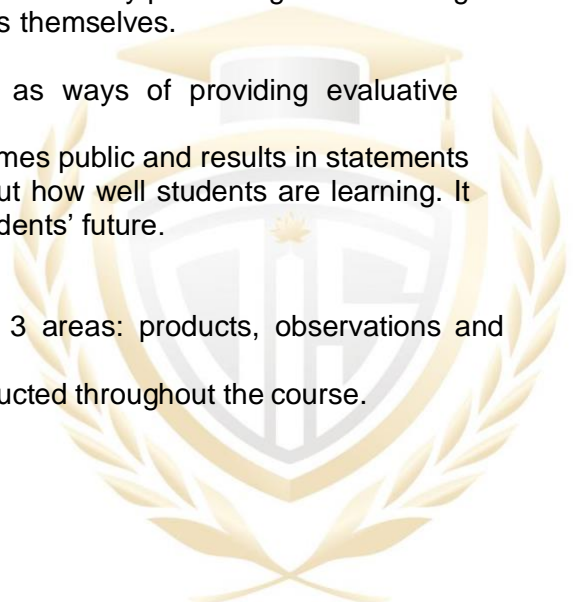 s themselves.
as ways of providing evaluative
mes public and results in statements
ut how well students are learning. It
dents' future.
3 areas: products, observations and
ucted throughout the course.